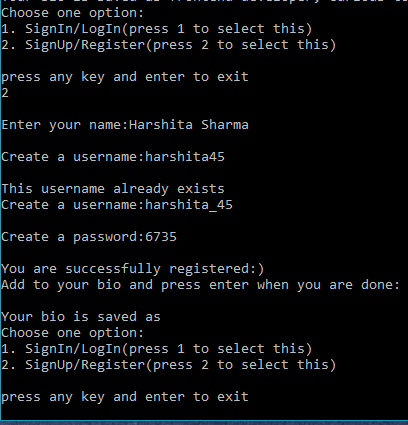 Choose one option:
1. SignIn/LogIn(press 1 to select this)
2. SignUp/Register(press 2 to select this)
press any key and enter to exit
2
Enter your name:Harshita Sharma
Create a username:harshita45
This username already exists
Create a username:harshita_45
Create a password:6735
You are successfully registered:)
Add to your bio and press enter when you are done:
Your bio is saved as
Choose one option:
1. SignIn/LogIn(press 1 to select this)
2. SignUp/Register(press 2 to select this)
press any key and enter to exit